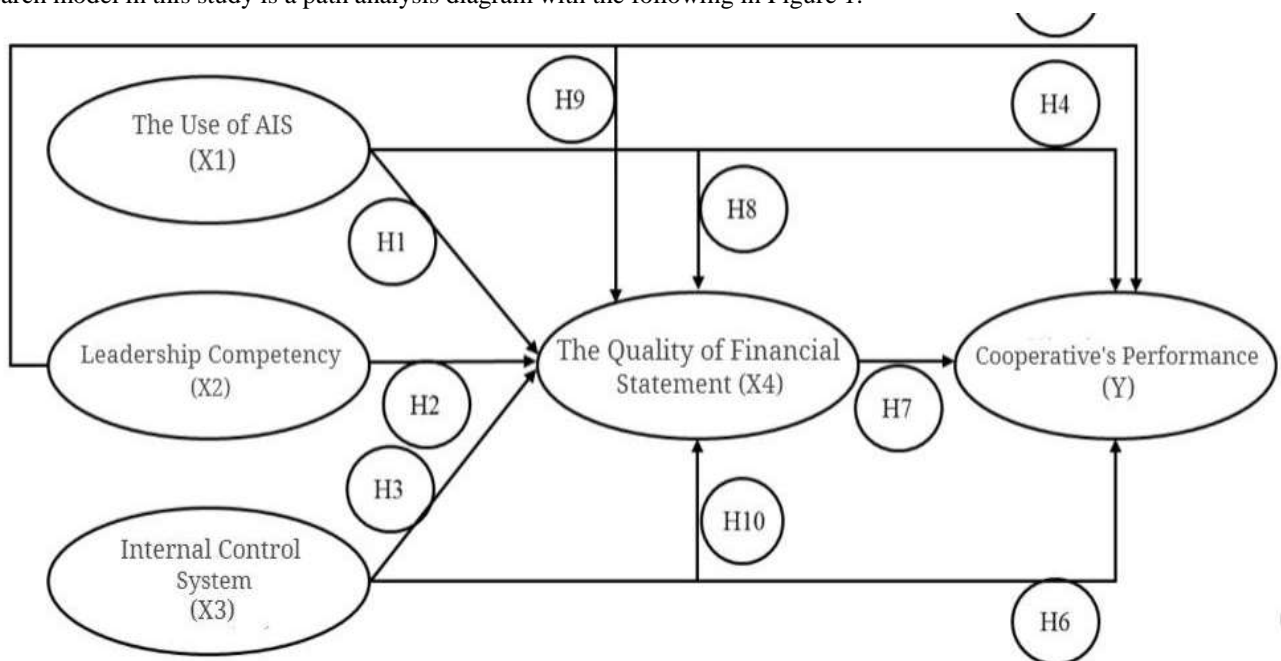 arch model in this study is a path analysis diagram with the following in Figure 1.
H9
H4
The Use of AIS
(X1)
H8
H1
Leadership Competency
(X2)
The Quality of Financial
Statement (X4)
Cooperative's Performance
(Y)
H2
H7
H3
H10
Internal Control
System
(X3)
H6